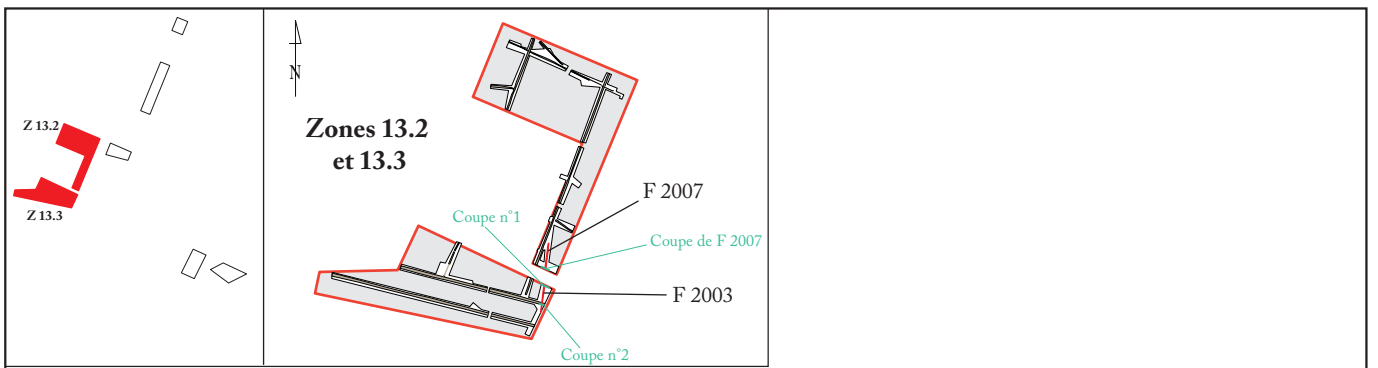 Z 13.2
Z 13.3
N
Zones 13.2
et 13.3
F 2007
Coupe n°1
Coupe de F 2007
F 2003
Coupe n°2